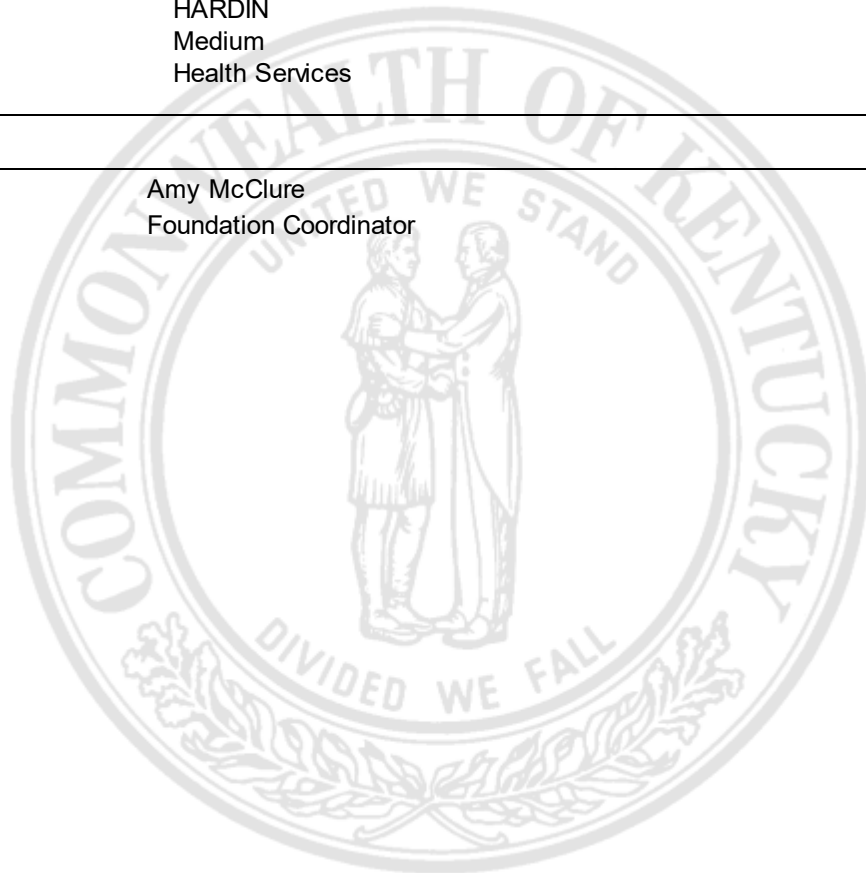 HARDIN
Medium
Health Services
Amy McClure
Foundation Coordinator
COMMONWEALTH OF KENTUCKY
UNITED WE STAND
DIVIDED WE FALL